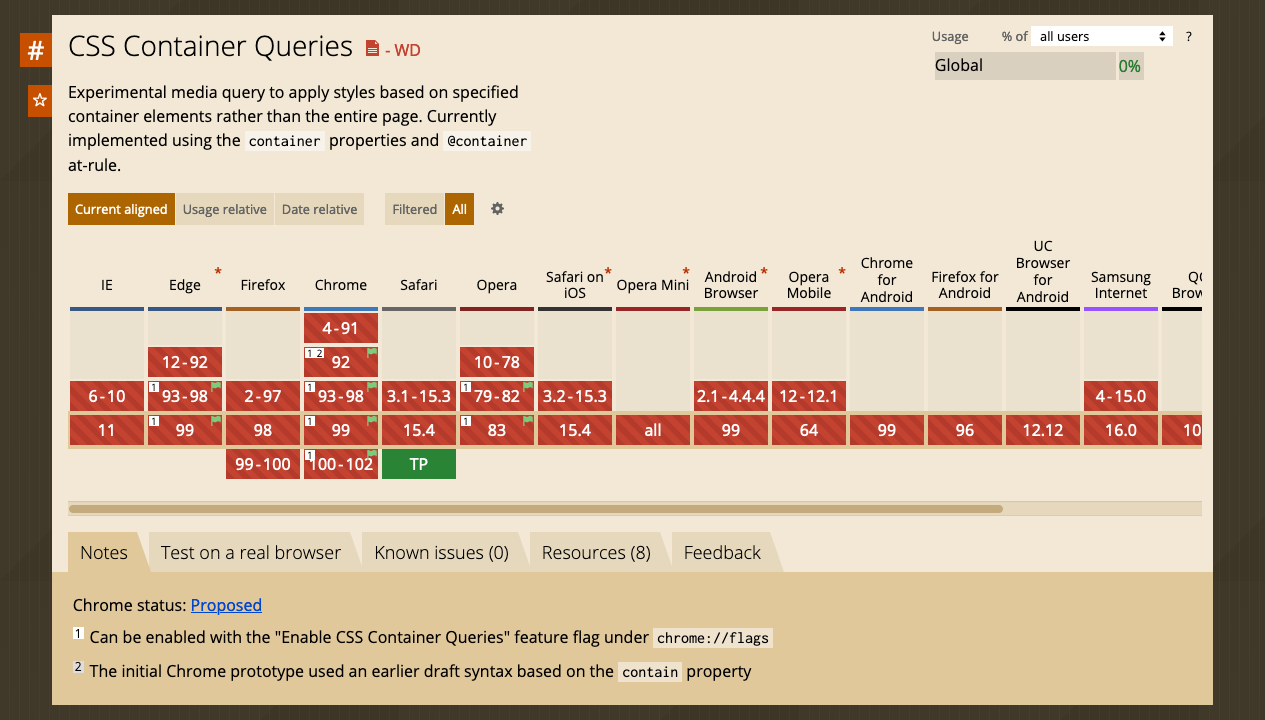 #
CSS Container Queries - WD
Usage % of all users ?
Global 0%
Experimental media query to apply styles based on specified
container elements rather than the entire page. Currently
implemented using the container properties and @container
at-rule.
Current aligned Usage relative Date relative Filtered All
IE Edge * Firefox Chrome Safari Opera Safari on iOS * Opera Mini * Android Browser * Opera Mobile * Chrome for Android Firefox for Android UC Browser for Android Samsung Internet QQ Brow
4-91
12-92 1 2 92 10-78
6-10 1 93-98 2-97 1 93-98 3.1-15.3 1 79-82 3.2-15.3 2.1-4.4.4 12-12.1 4-15.0
11 1 99 98 1 99 15.4 1 83 15.4 all 99 64 99 96 12.12 16.0 10
99-100 1 100-102 TP
Notes Test on a real browser Known issues (0) Resources (8) Feedback
Chrome status: Proposed
1 Can be enabled with the "Enable CSS Container Queries" feature flag under chrome://flags
2 The initial Chrome prototype used an earlier draft syntax based on the contain property